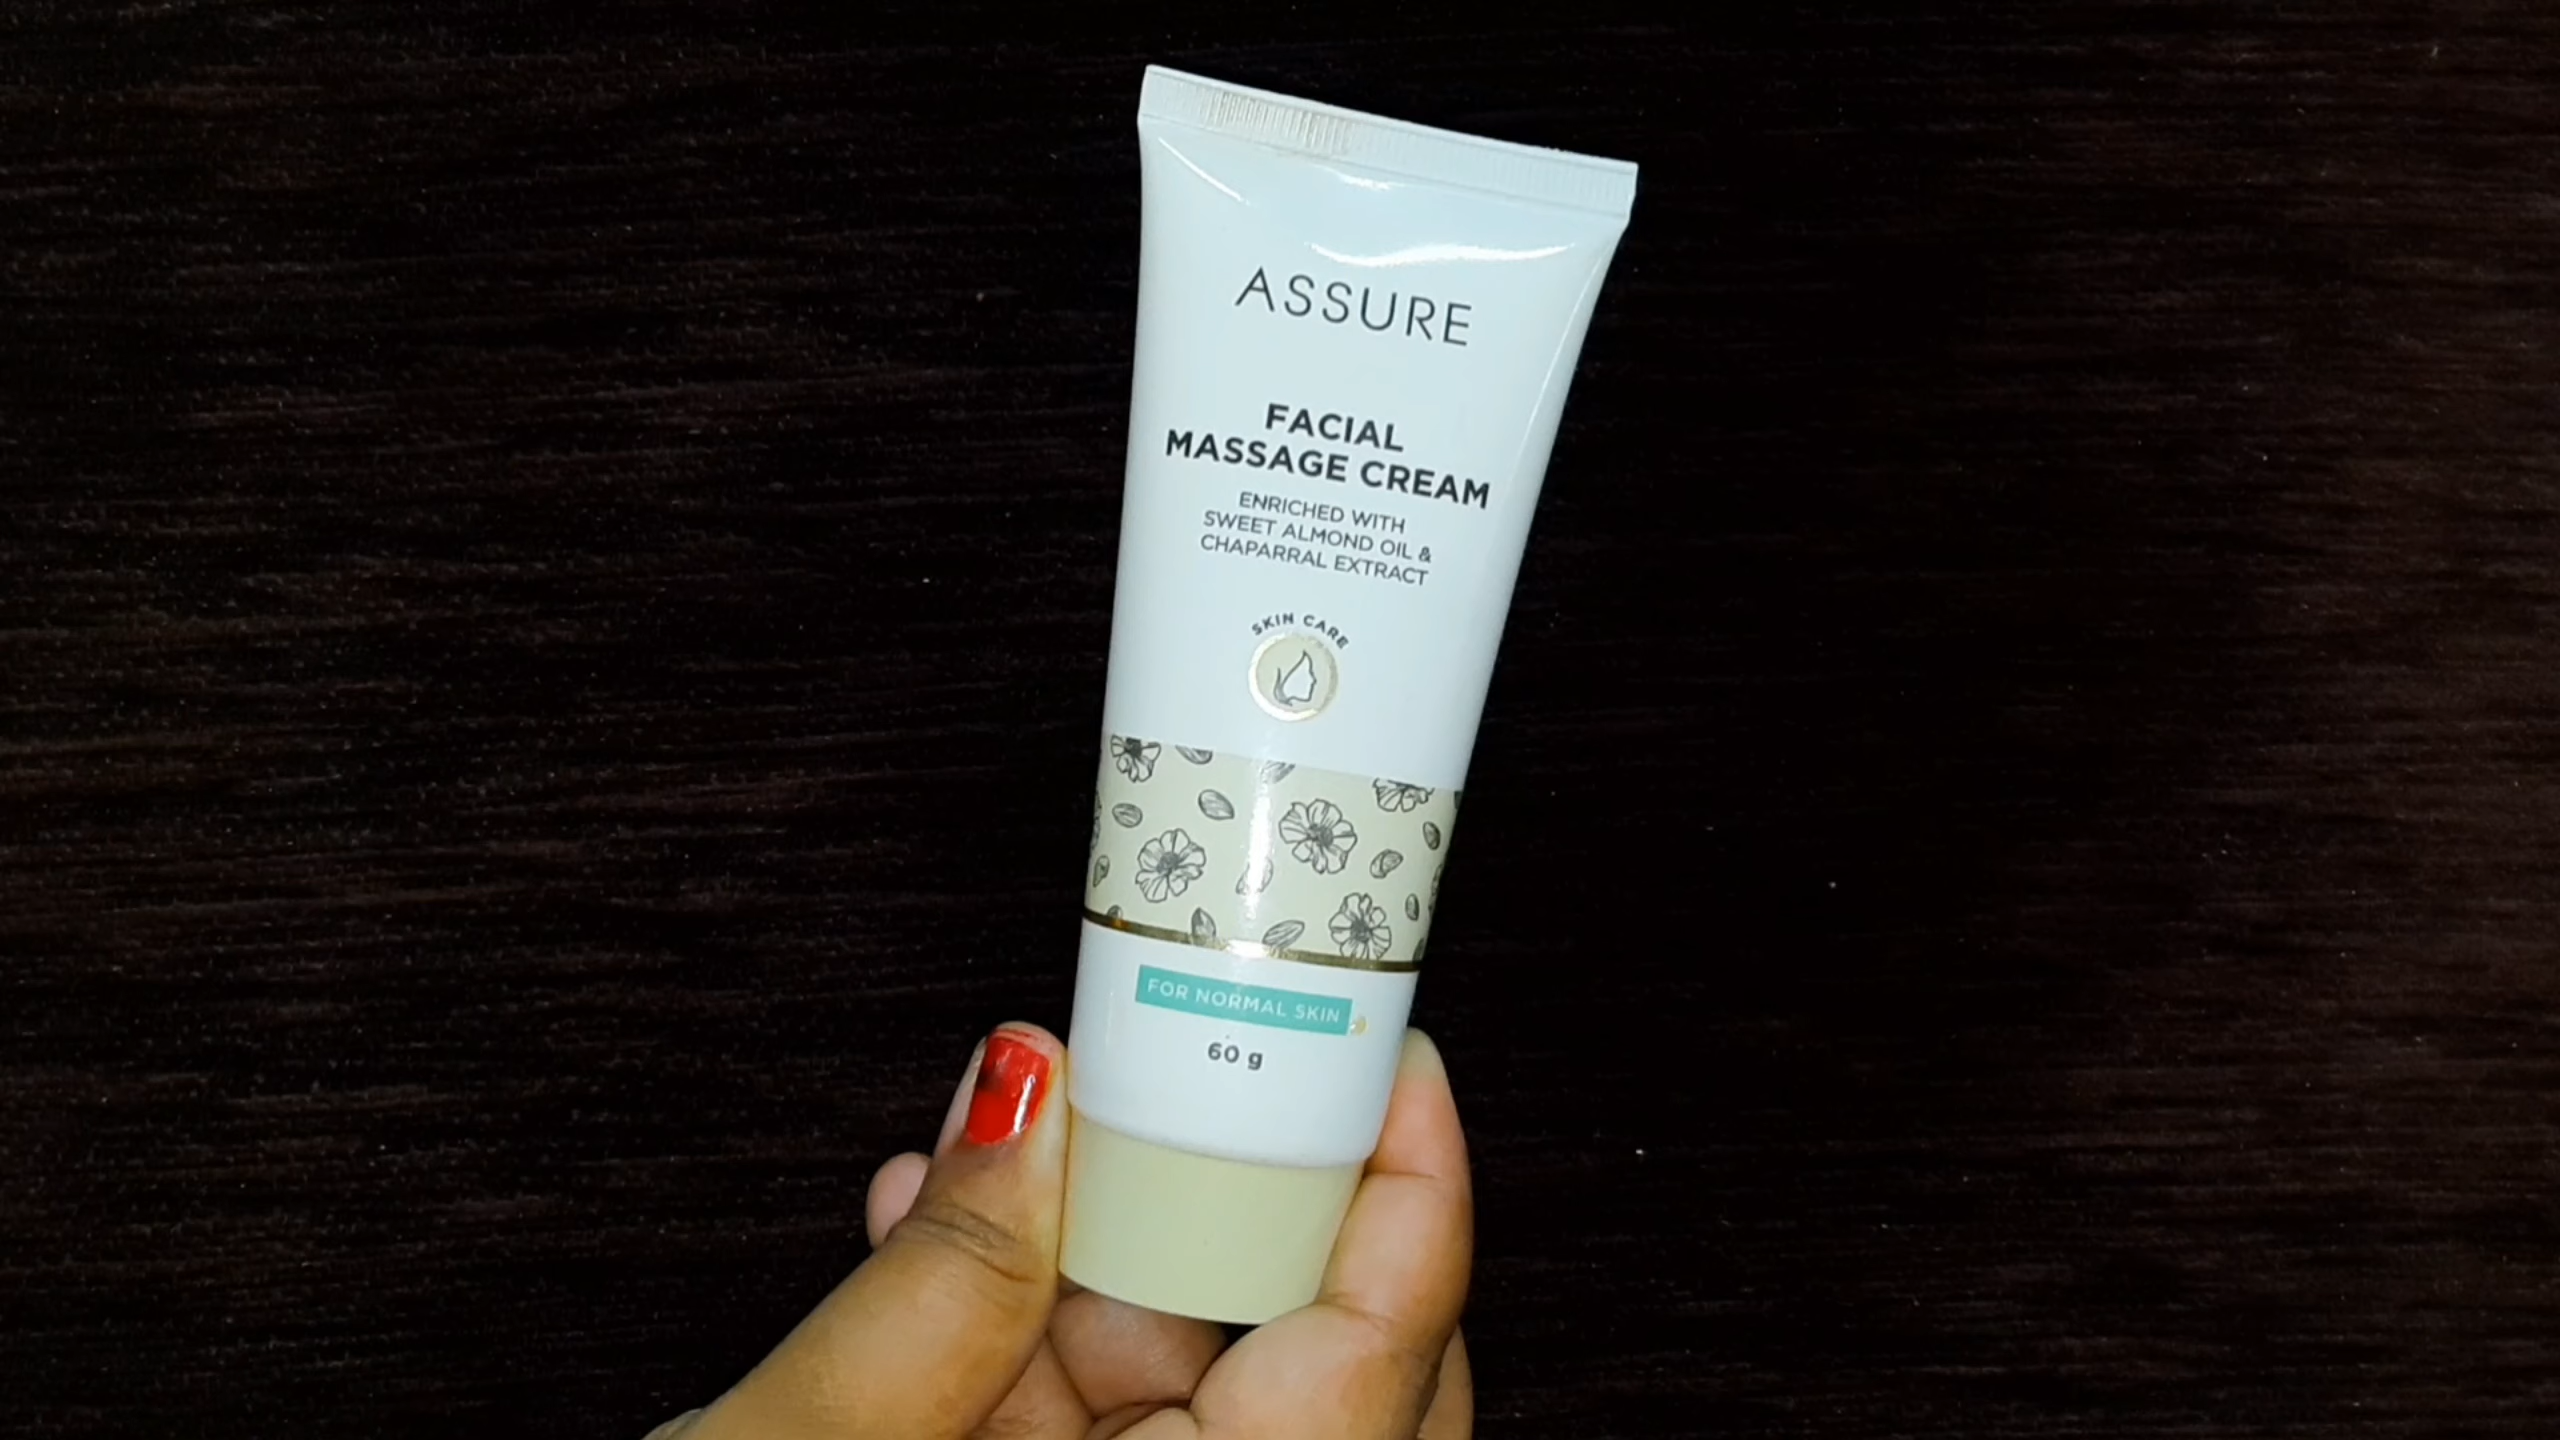 ASSURE
FACIAL
MASSAGE CREAM
ENRICHED WITH
SWEET ALMOND OIL &
CHAPARRAL EXTRACT
SKIN CARE
FOR NORMAL SKIN
60 g